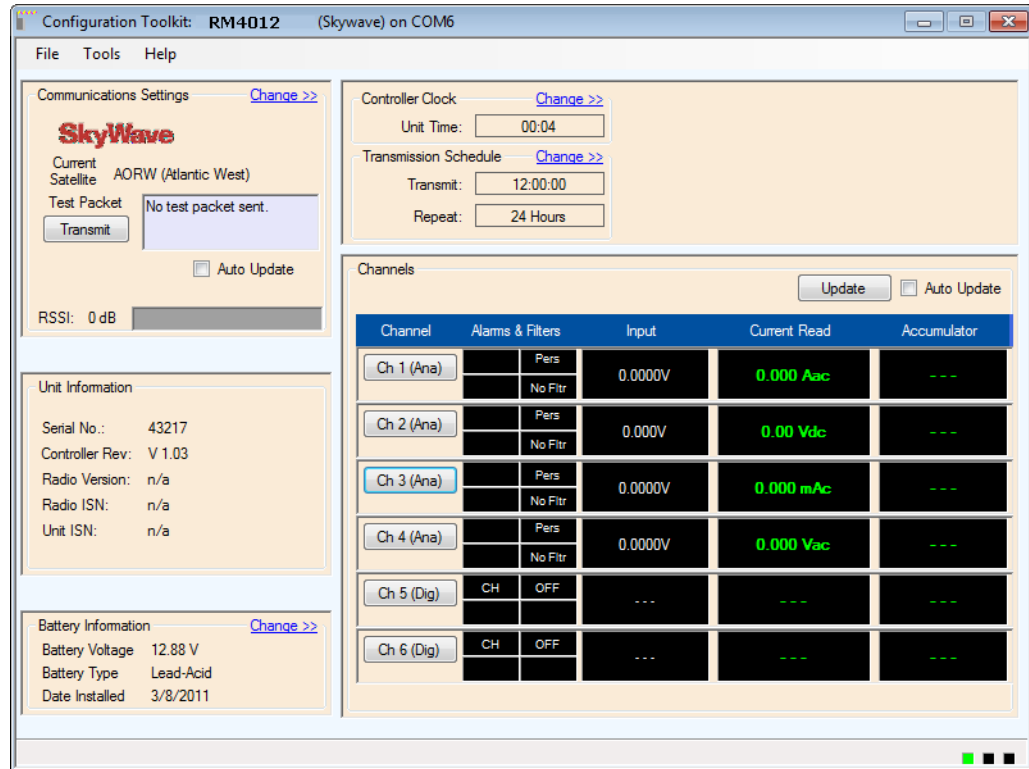 Configuration Toolkit: RM4012 (Skywave) on COM6
File Tools Help
Communications Settings Change >>
SkyWave
Current
Satellite AORW (Atlantic West)
Test Packet No test packet sent.
Transmit
Auto Update
RSSI: 0 dB
Unit Information
Serial No.: 43217
Controller Rev: V 1.03
Radio Version: n/a
Radio ISN: n/a
Unit ISN: n/a
Battery Information Change >>
Battery Voltage 12.88 V
Battery Type Lead-Acid
Date Installed 3/8/2011
Controller Clock Change >>
Unit Time: 00:04
Transmission Schedule Change >>
Transmit: 12:00:00
Repeat: 24 Hours
Channels
Update Auto Update
Channel Alarms & Filters Input Current Read Accumulator
Ch 1 (Ana) Pers 0.0000V 0.000 Aac ---
No Fltr
Ch 2 (Ana) Pers 0.000V 0.00 Vdc ---
No Fltr
Ch 3 (Ana) Pers 0.0000V 0.000 mAc ---
No Fltr
Ch 4 (Ana) Pers 0.0000V 0.000 Vac ---
No Fltr
Ch 5 (Dig) CH OFF --- --- ---
Ch 6 (Dig) CH OFF --- --- ---